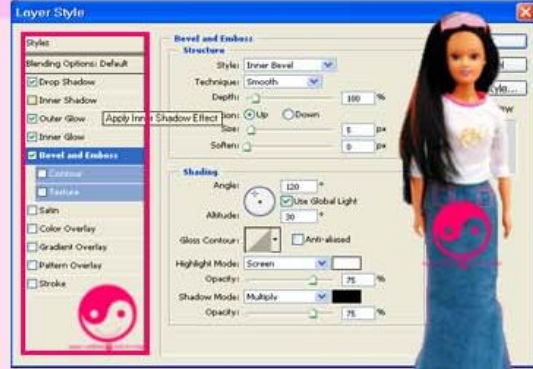 Layer Style
Styles
Blending Options: Default
Drop Shadow
Inner Shadow
Outer Glow
Apply Inner Shadow Effect
Inner Glow
Bevel and Emboss
Contour
Texture
Satin
Color Overlay
Gradient Overlay
Pattern Overlay
Stroke
Bevel and Emboss
Structure
Style: Inner Bevel
Technique: Smooth
Depth: 100 %
Up Down
Size: 5 px
Soften: 0 px
Shading
Angle: 120 °
Use Global Light
Altitude: 30 °
Gloss Contour: Anti-aliased
Highlight Mode: Screen
Opacity: 75 %
Shadow Mode: Multiply
Opacity: 75 %